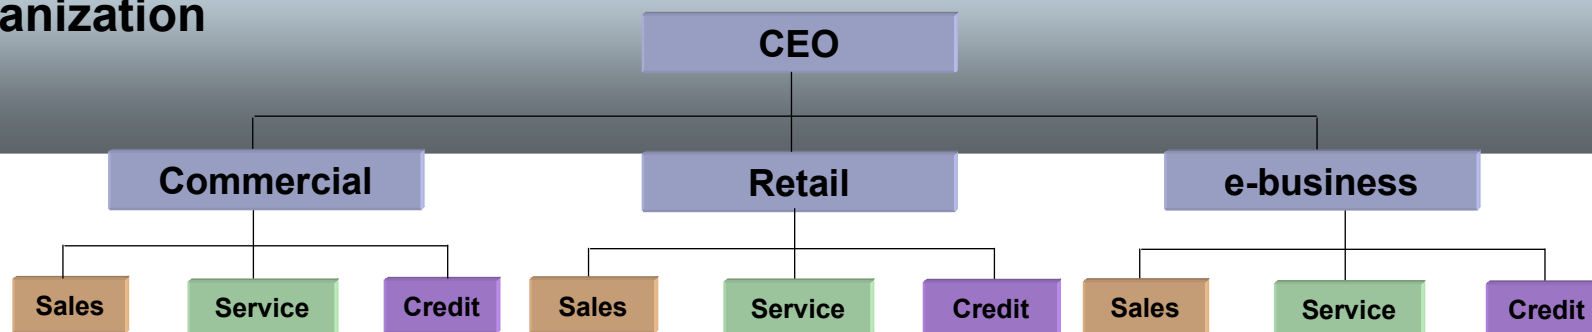 anization
CEO
Commercial Retail e-business
Sales Service Credit Sales Service Credit Sales Service Credit